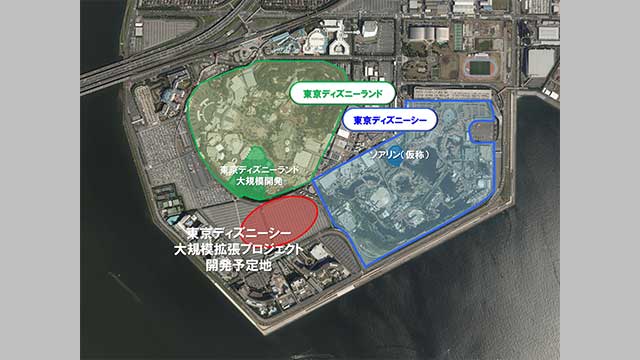 東京ディズニーランド
東京ディズニーシー
ソアリン（仮称）
東京ディズニーランド
大規模開発
東京ディズニーシー
大規模拡張プロジェクト
開発予定地